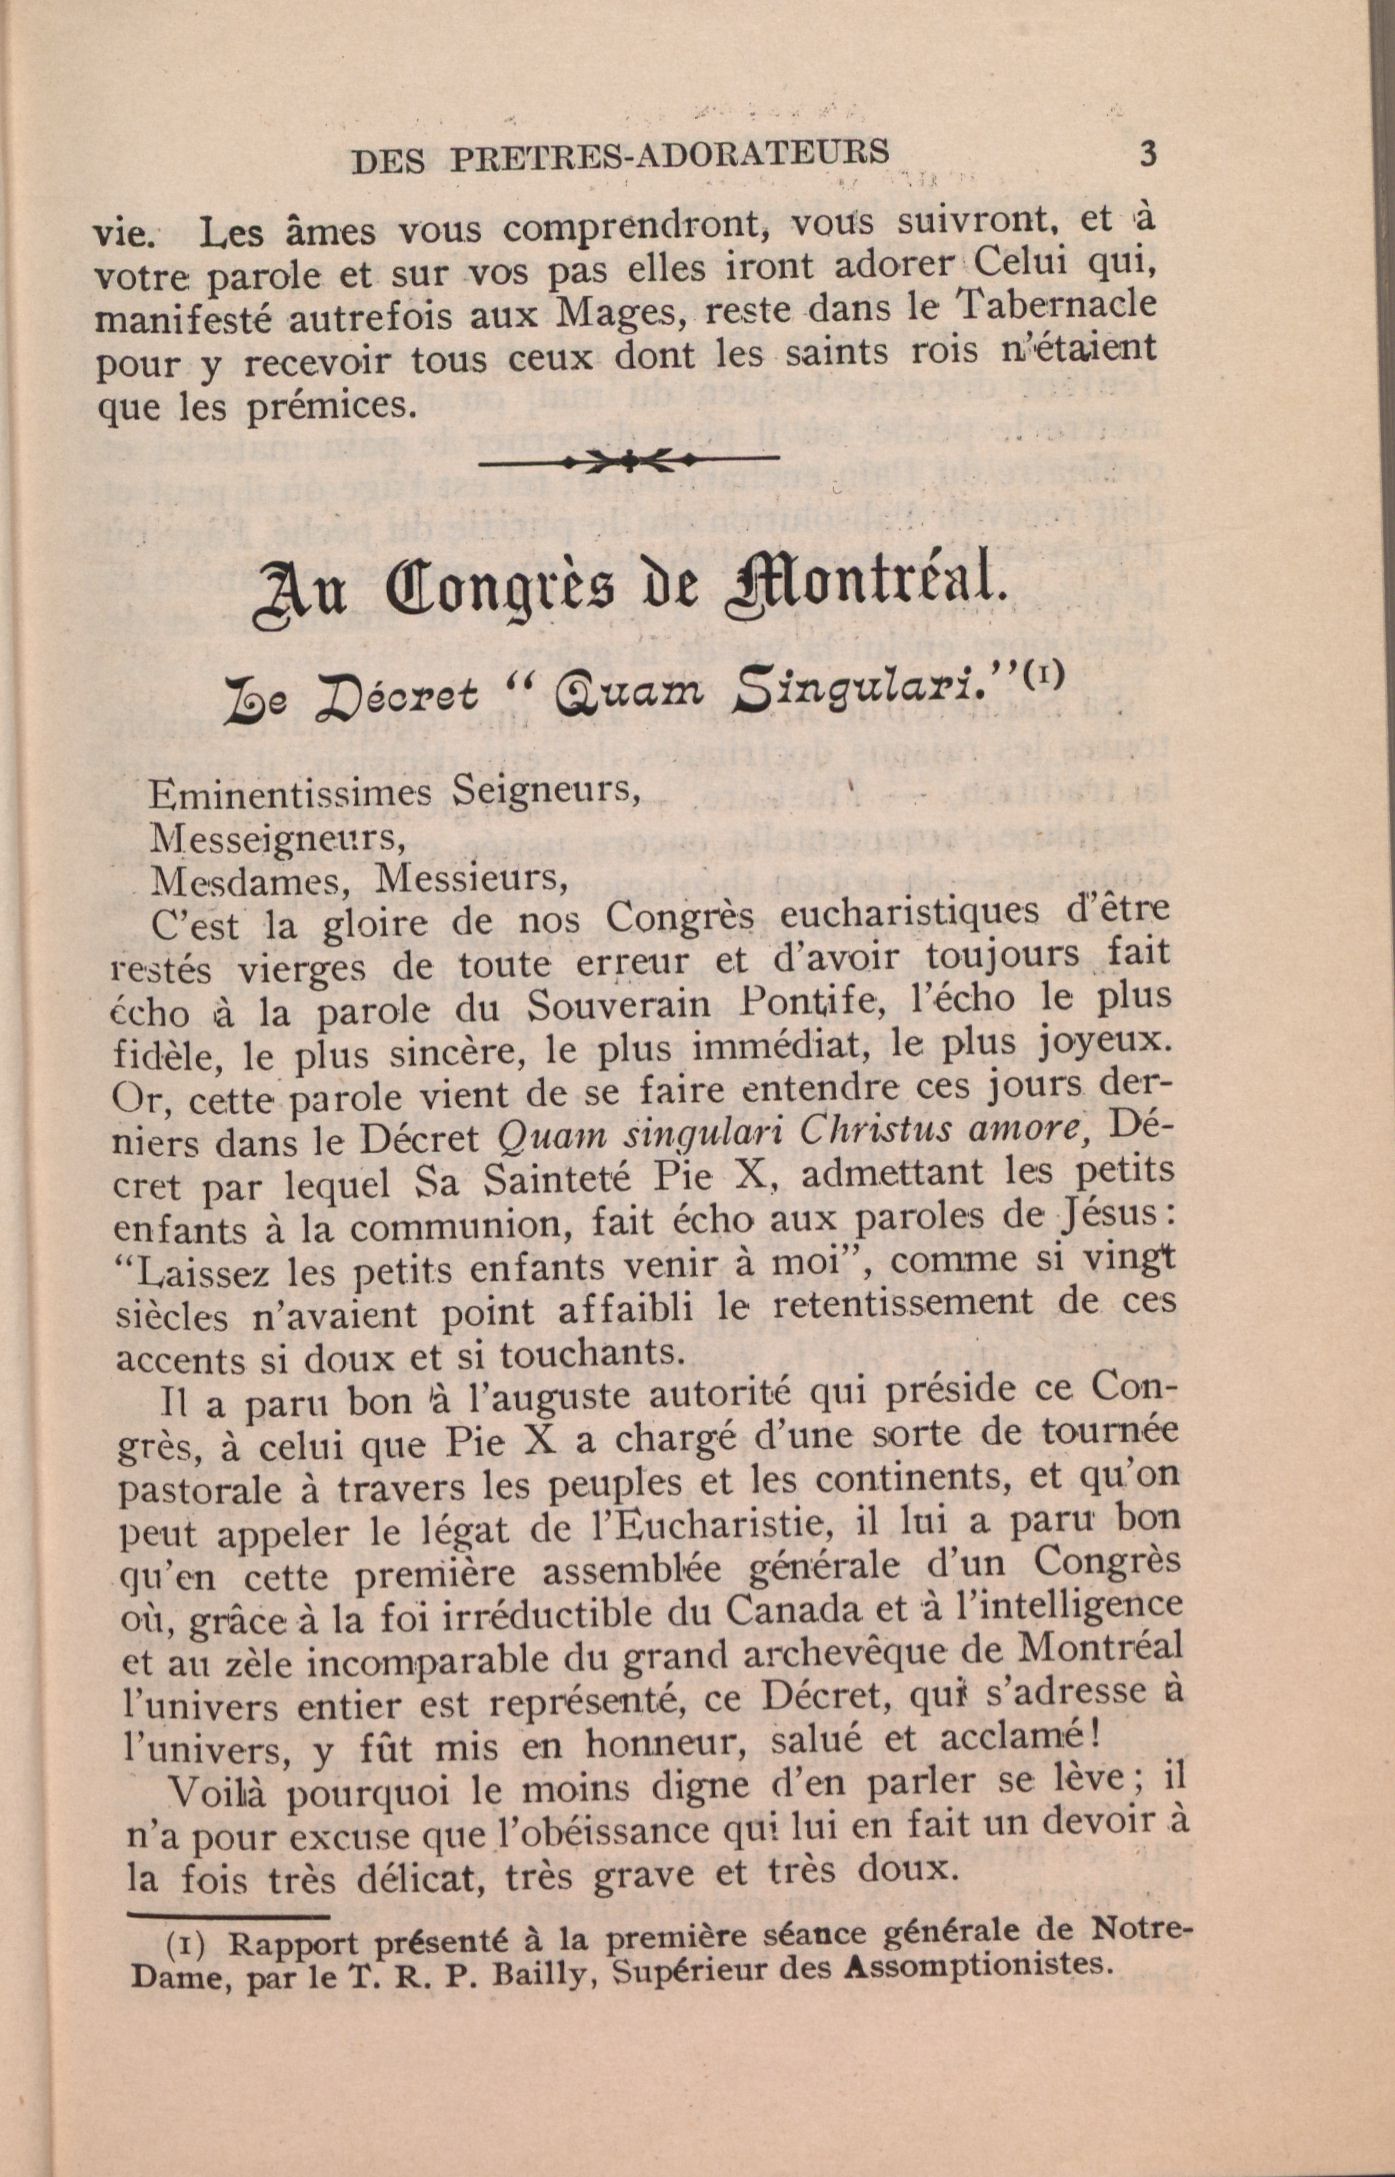 DES PRETRES-ADORATEURS 3
vie. Les âmes vous comprendront, vous suivront, et à
votre parole et sur vos pas elles iront adorer Celui qui,
manifesté autrefois aux Mages, reste dans le Tabernacle
pour y recevoir tous ceux dont les saints rois n'étaient
que les prémices.
Au Congrès de Montréal.
Le Décret “ Quam Singulari.”(1)
Eminentissimes Seigneurs,
Messeigneurs,
Mesdames, Messieurs,
C'est la gloire de nos Congrès eucharistiques d'être
restés vierges de toute erreur et d'avoir toujours fait
écho à la parole du Souverain Pontife, l'écho le plus
fidèle, le plus sincère, le plus immédiat, le plus joyeux.
Or, cette parole vient de se faire entendre ces jours der-
niers dans le Décret Quam singulari Christus amore, Dé-
cret par lequel Sa Sainteté Pie X, admettant les petits
enfants à la communion, fait écho aux paroles de Jésus:
“Laissez les petits enfants venir à moi”, comme si vingt
siècles n'avaient point affaibli le retentissement de ces
accents si doux et si touchants.
Il a paru bon à l'auguste autorité qui préside ce Con-
grès, à celui que Pie X a chargé d'une sorte de tournée
pastorale à travers les peuples et les continents, et qu'on
peut appeler le légat de l'Eucharistie, il lui a paru bon
qu'en cette première assemblée générale d'un Congrès
où, grâce à la foi irréductible du Canada et à l'intelligence
et au zèle incomparable du grand archevêque de Montréal
l'univers entier est représenté, ce Décret, qui s'adresse à
l'univers, y fût mis en honneur, salué et acclamé!
Voilà pourquoi le moins digne d'en parler se lève; il
n'a pour excuse que l'obéissance qui lui en fait un devoir à
la fois très délicat, très grave et très doux.
(1) Rapport présenté à la première séance générale de Notre-
Dame, par le T. R. P. Bailly, Supérieur des Assomptionistes.